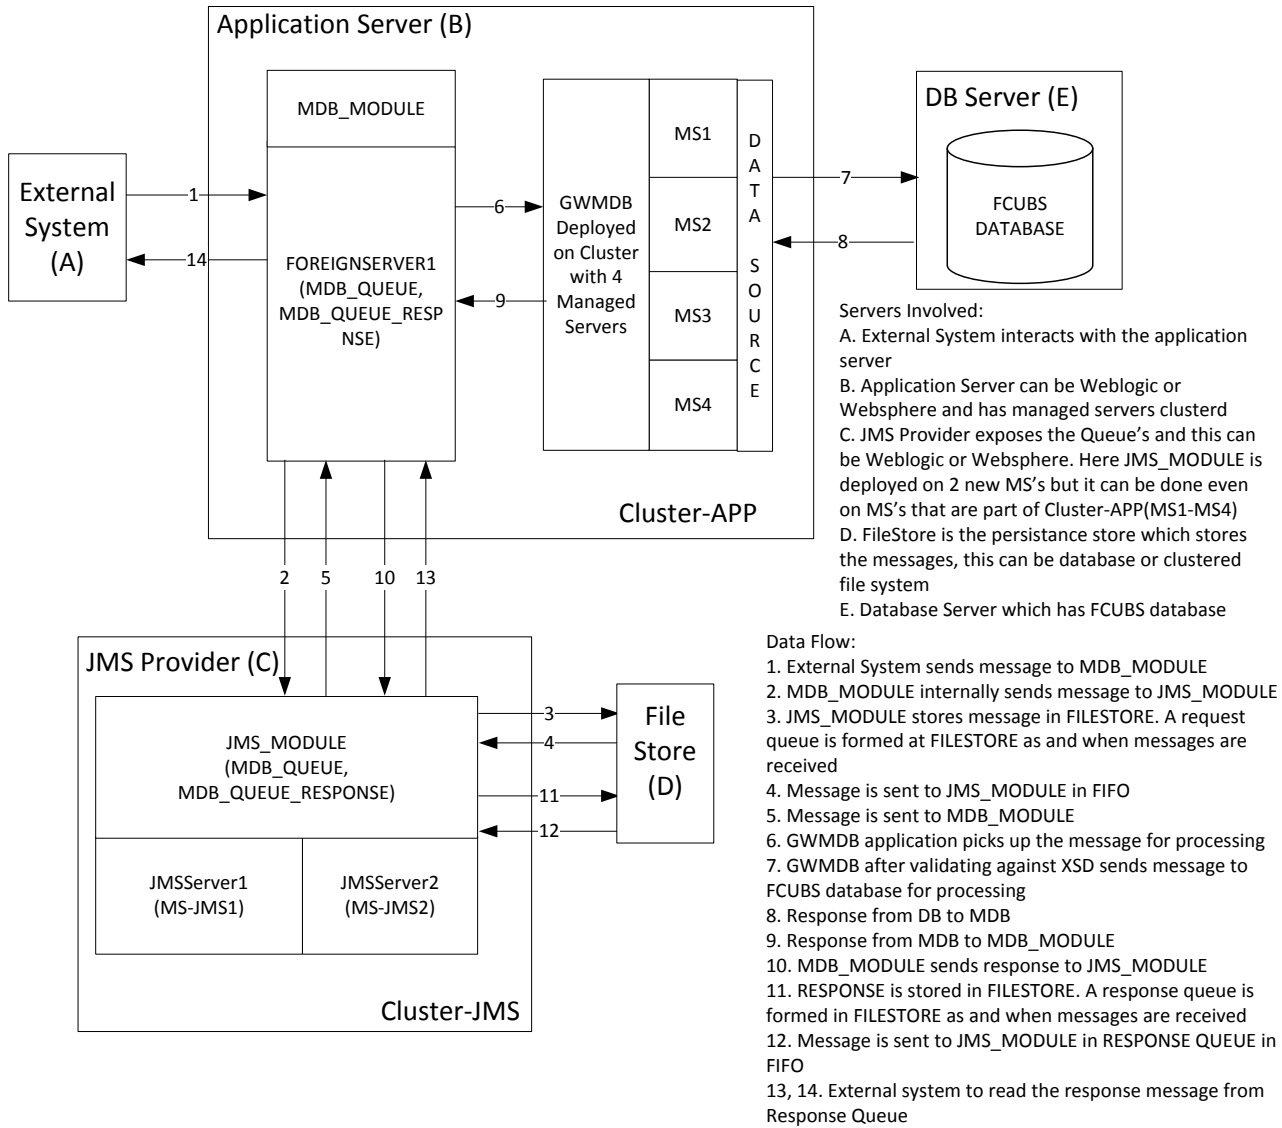 Application Server (B)
MDB_MODULE
FOREIGNSERVER1
(MDB_QUEUE,
MDB_QUEUE_RESP
NSE)
External
System
(A)
1
14
6
9
GWMDB
Deployed
on Cluster
with 4
Managed
Servers
MS1
MS2
MS3
MS4
D
A
T
A
S
O
U
R
C
E
Cluster-APP
7
8
DB Server (E)
FCUBS
DATABASE
Servers Involved:
A. External System interacts with the application
server
B. Application Server can be Weblogic or
Websphere and has managed servers clusterd
C. JMS Provider exposes the Queue's and this can
be Weblogic or Websphere. Here JMS_MODULE is
deployed on 2 new MS's but it can be done even
on MS's that are part of Cluster-APP(MS1-MS4)
D. FileStore is the persistance store which stores
the messages, this can be database or clustered
file system
E. Database Server which has FCUBS database
2
5
10
13
JMS Provider (C)
JMS_MODULE
(MDB_QUEUE,
MDB_QUEUE_RESPONSE)
JMSServer1
(MS-JMS1)
JMSServer2
(MS-JMS2)
Cluster-JMS
3
4
11
12
File
Store
(D)
Data Flow:
1. External System sends message to MDB_MODULE
2. MDB_MODULE internally sends message to JMS_MODULE
3. JMS_MODULE stores message in FILESTORE. A request
queue is formed at FILESTORE as and when messages are
received
4. Message is sent to JMS_MODULE in FIFO
5. Message is sent to MDB_MODULE
6. GWMDB application picks up the message for processing
7. GWMDB after validating against XSD sends message to
FCUBS database for processing
8. Response from DB to MDB
9. Response from MDB to MDB_MODULE
10. MDB_MODULE sends response to JMS_MODULE
11. RESPONSE is stored in FILESTORE. A response queue is
formed in FILESTORE as and when messages are received
12. Message is sent to JMS_MODULE in RESPONSE QUEUE in
FIFO
13, 14. External system to read the response message from
Response Queue